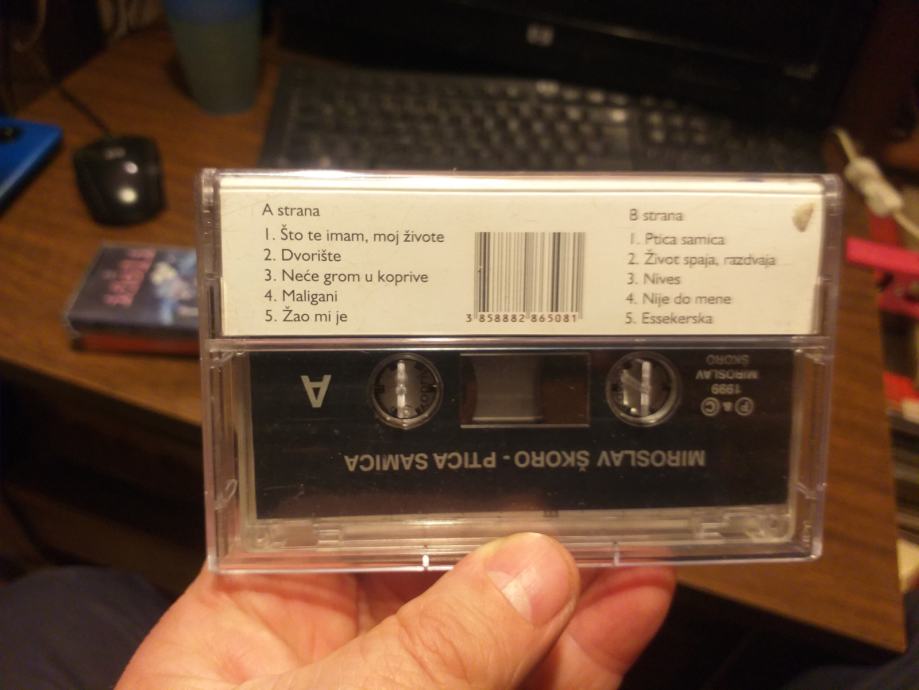 A strana
1. Što te imam, moj živote
2. Dvorište
3. Neće grom u koprive
4. Maligani
5. Žao mi je
3 858882 865081
B strana
1. Ptica samica
2. Život spaja, razdvaja
3. Nives
4. Nije do mene
5. Essekerska
A
MIROSLAV ŠKORO - PTICA SAMICA
P & C
1999
MIROSLAV
ŠKORO
hp